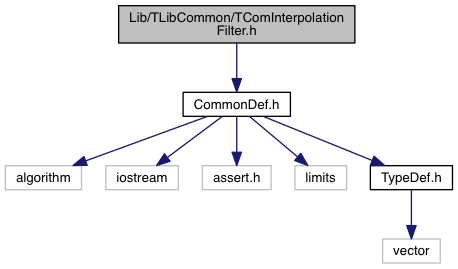 Lib/TLibCommon/TComInterpolation
Filter.h
CommonDef.h
algorithm
iostream
assert.h
limits
TypeDef.h
vector